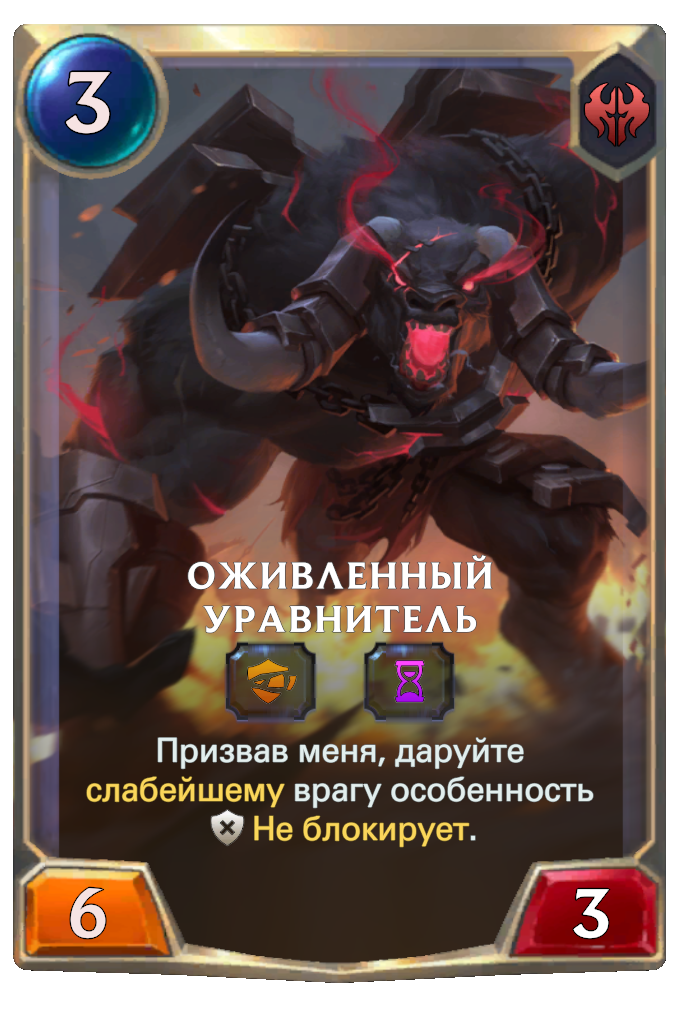 3
ОЖИВЛЕННЫЙ
УРАВНИТЕЛЬ
Призвав меня, даруйте
слабейшему врагу особенность
Не блокирует.
6
3